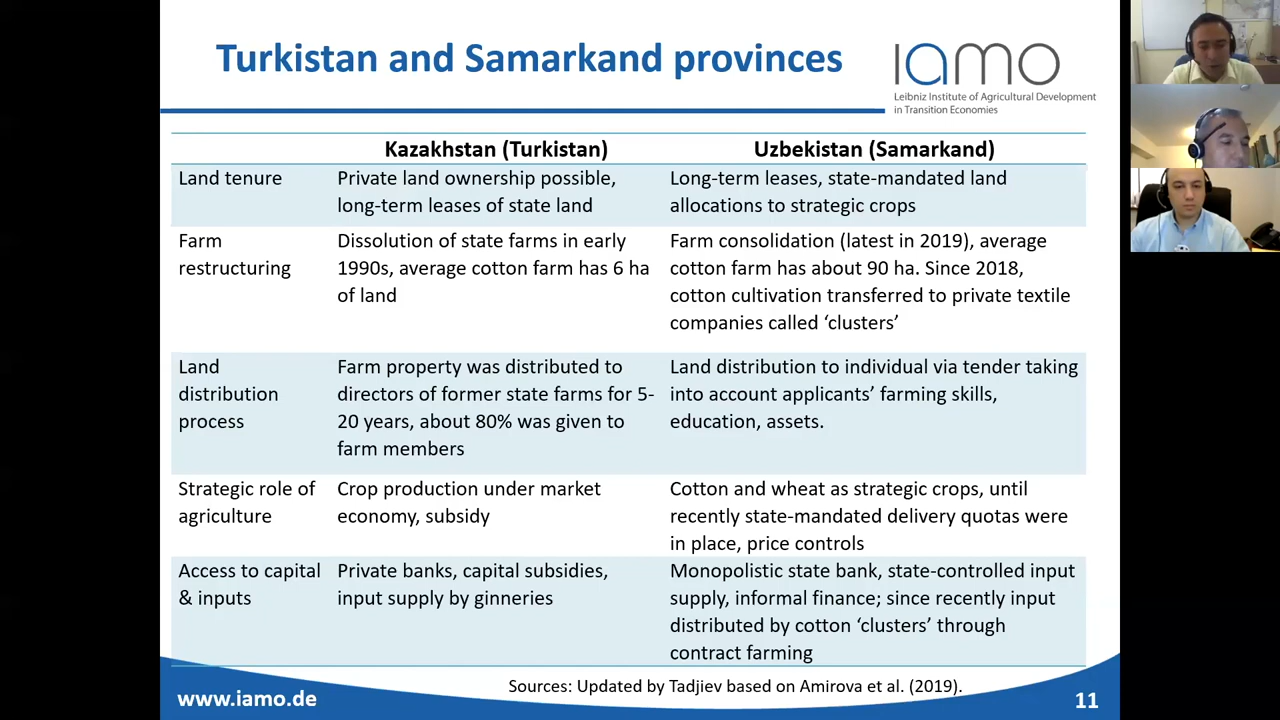 Turkistan and Samarkand provinces
iamo
Leibniz Institute of Agricultural Development
in Transition Economies
Kazakhstan (Turkistan)
Uzbekistan (Samarkand)
Land tenure
Private land ownership possible,
long-term leases of state land
Long-term leases, state-mandated land
allocations to strategic crops
Farm
restructuring
Dissolution of state farms in early
1990s, average cotton farm has 6 ha
of land
Farm consolidation (latest in 2019), average
cotton farm has about 90 ha. Since 2018,
cotton cultivation transferred to private textile
companies called ‘clusters’
Land
distribution
process
Farm property was distributed to
directors of former state farms for 5-
20 years, about 80% was given to
farm members
Land distribution to individual via tender taking
into account applicants’ farming skills,
education, assets.
Strategic role of
agriculture
Crop production under market
economy, subsidy
Cotton and wheat as strategic crops, until
recently state-mandated delivery quotas were
in place, price controls
Access to capital
& inputs
Private banks, capital subsidies,
input supply by ginneries
Monopolistic state bank, state-controlled input
supply, informal finance; since recently input
distributed by cotton ‘clusters’ through
contract farming
Sources: Updated by Tadjiev based on Amirova et al. (2019).
www.iamo.de
11